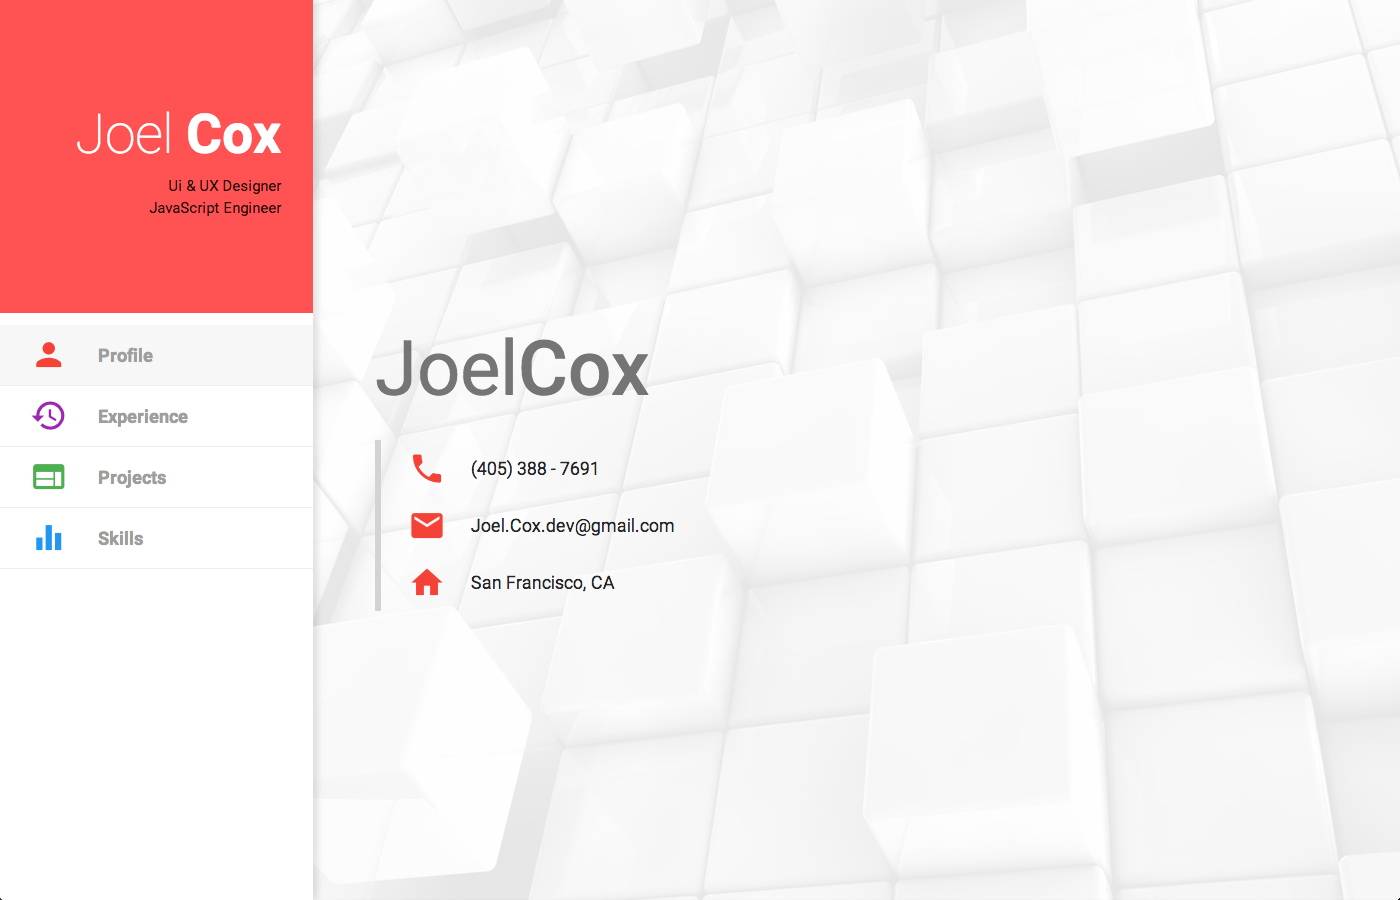 Joel Cox
Ui & UX Designer
JavaScript Engineer
Profile
Experience
Projects
Skills
JoelCox
(405) 388 - 7691
Joel.Cox.dev@gmail.com
San Francisco, CA